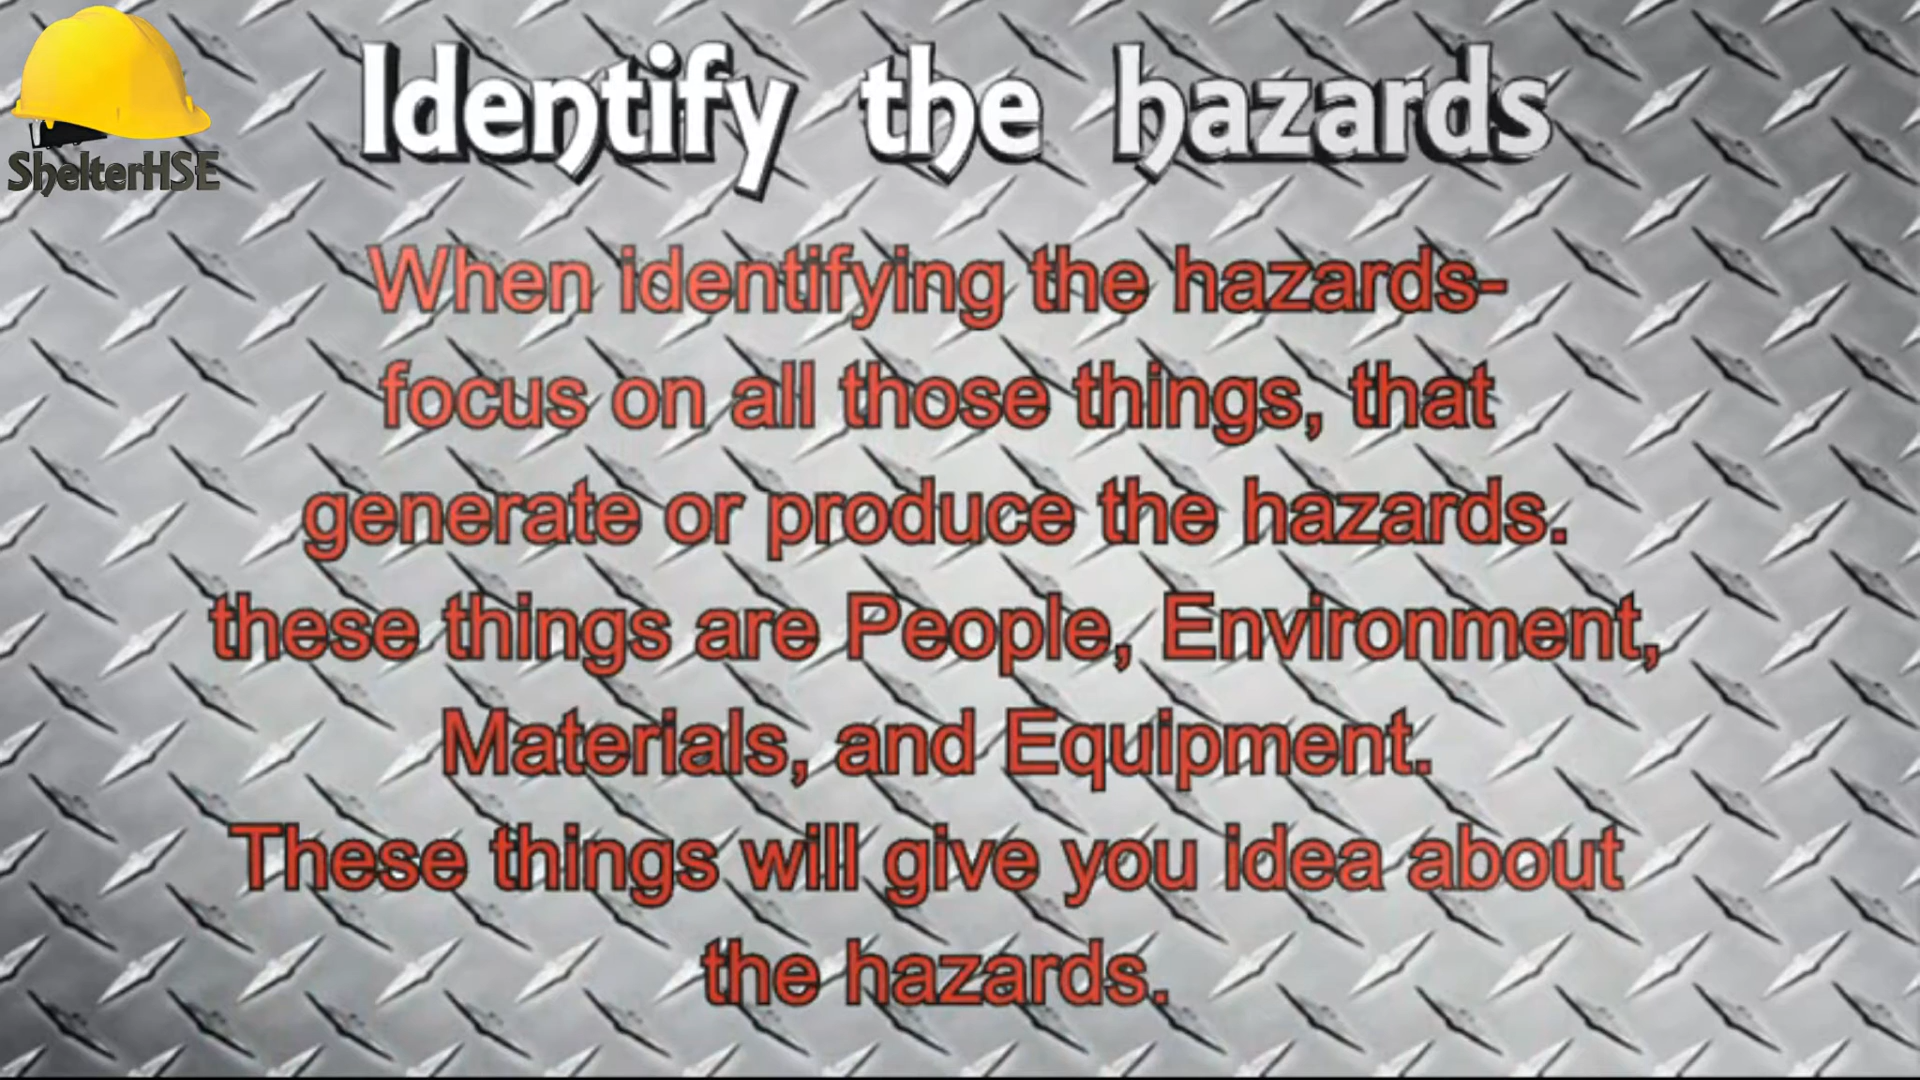 ShelterHSE
Identify the hazards
When identifying the hazards-
focus on all those things, that
generate or produce the hazards.
these things are People, Environment,
Materials, and Equipment.
These things will give you idea about
the hazards.